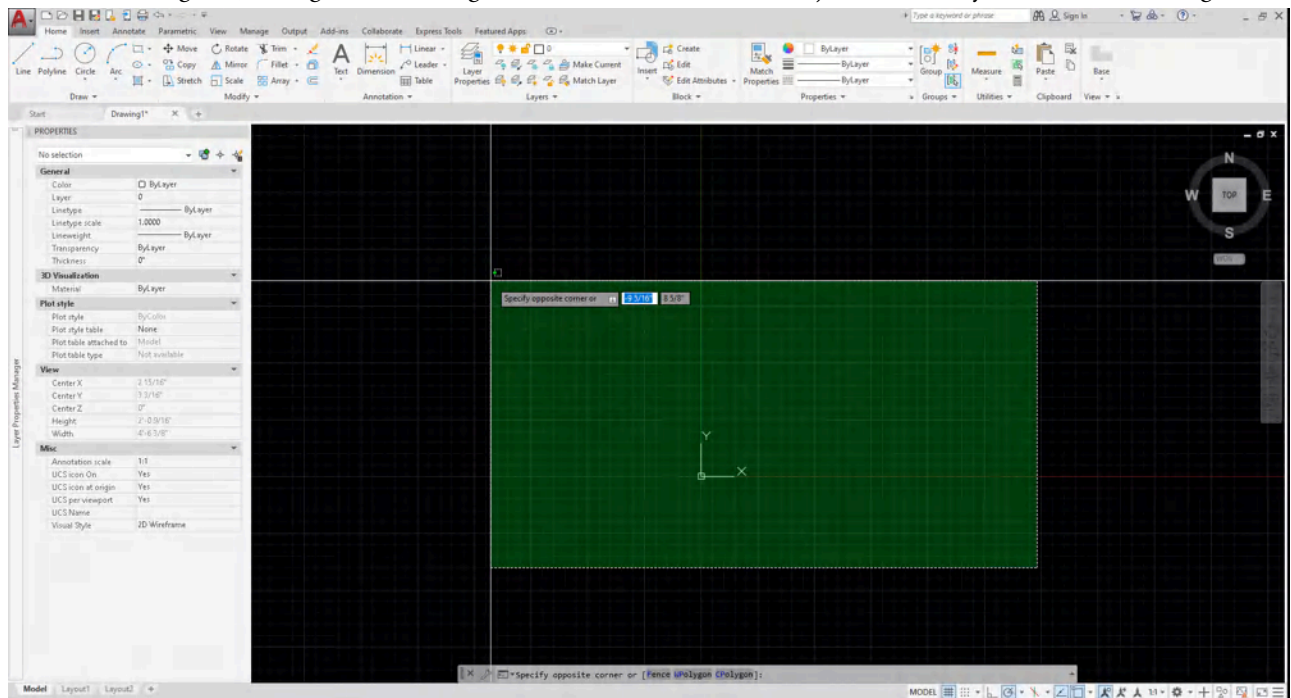 Type a keyword or phrase
Sign In
Home Insert Annotate Parametric View Manage Output Add-ins Collaborate Express Tools Featured Apps
Line Polyline Circle Arc
Move Rotate Trim
Copy Mirror Fillet
Stretch Scale Array
Text Dimension
Linear
Leader
Table
Layer Properties
Make Current
Match Layer
Insert
Create
Edit
Edit Attributes
Match Properties
ByLayer
ByLayer
ByLayer
Group
Measure
Paste
Base
Draw Modify Annotation Layers Block Properties Groups Utilities Clipboard View
Start Drawing1*
PROPERTIES
No selection
General
Color ByLayer
Layer 0
Linetype ByLayer
Linetype scale 1.0000
Lineweight ByLayer
Transparency ByLayer
Thickness 0"
3D Visualization
Material ByLayer
Plot style
Plot style ByColor
Plot style table None
Plot table attached to Model
Plot table type Not available
View
Center X 2 15/16"
Center Y
Center Z 0"
Height
Width
Misc
Annotation scale 1:1
UCS icon On Yes
UCS icon at origin Yes
UCS per viewport Yes
UCS Name
Visual Style 2D Wireframe
Layer Properties Manager
N
W TOP E
S
Specify opposite corner or -9 5/16" 8 5/8"
Y
X
Specify opposite corner or [Fence WPolygon CPolygon]:
Model Layout1 Layout2
MODEL 1:1